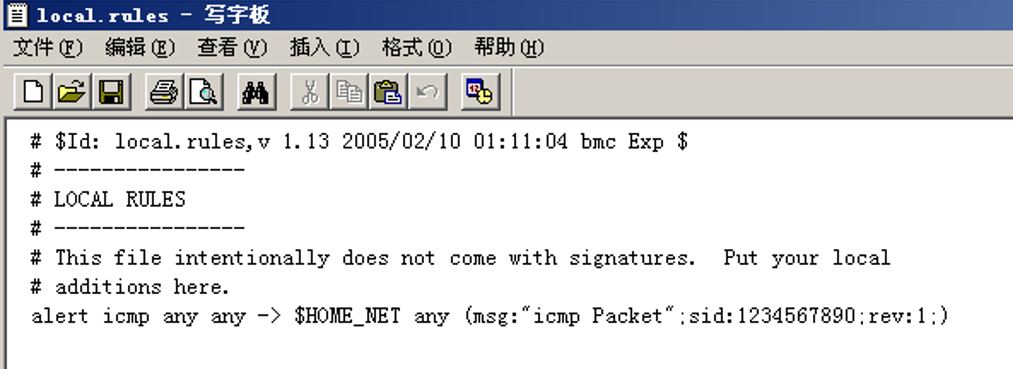 local.rules - 写字板
文件(F) 编辑(E) 查看(V) 插入(I) 格式(O) 帮助(H)
# $Id: local.rules,v 1.13 2005/02/10 01:11:04 bmc Exp $
# ----------------
# LOCAL RULES
# ----------------
# This file intentionally does not come with signatures.  Put your local
# additions here.
alert icmp any any -> $HOME_NET any (msg:"icmp Packet";sid:1234567890;rev:1;)